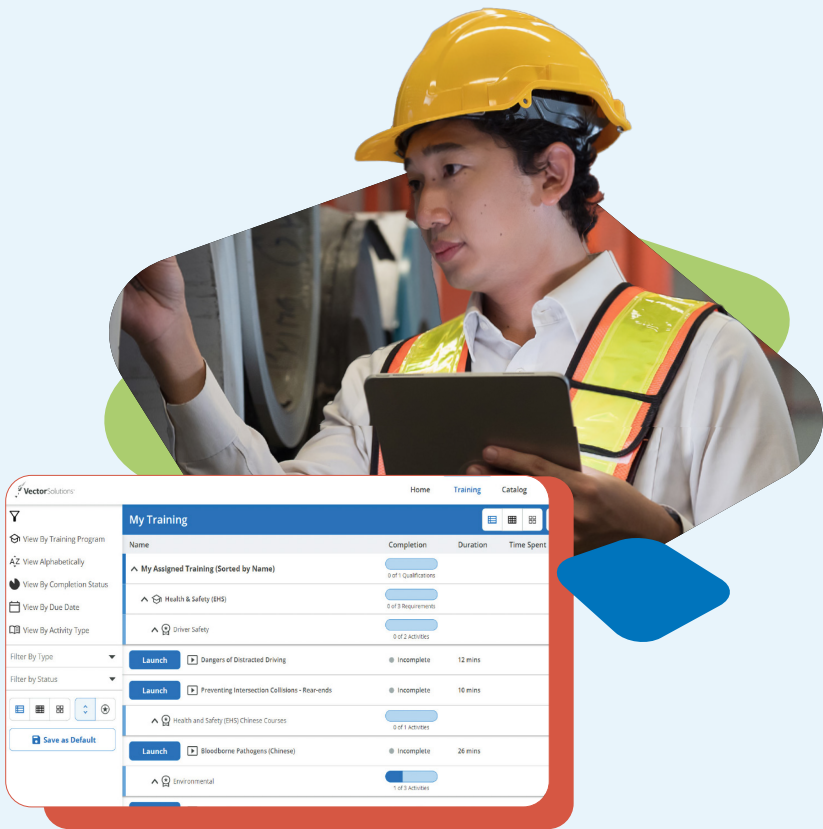 VectorSolutions
Home Training Catalog
My Training
View By Training Program
View Alphabetically
View By Completion Status
View By Due Date
View By Activity Type
Filter By Type
Filter by Status
Save as Default
Name Completion Duration Time Spent
My Assigned Training (Sorted by Name)
0 of 1 Qualifications
Health & Safety (EHS)
0 of 3 Requirements
Driver Safety
0 of 2 Activities
Launch Dangers of Distracted Driving Incomplete 12 mins
Launch Preventing Intersection Collisions - Rear-ends Incomplete 10 mins
Health and Safety (EHS) Chinese Courses
0 of 1 Activities
Launch Bloodborne Pathogens (Chinese) Incomplete 26 mins
Environmental
1 of 3 Activities